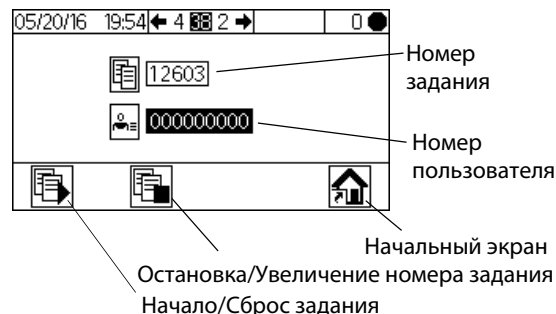 05/20/16 19:54 4 38 2 0
12603
Номер
задания
000000000
Номер
пользователя
Начальный экран
Остановка/Увеличение номера задания
Начало/Сброс задания